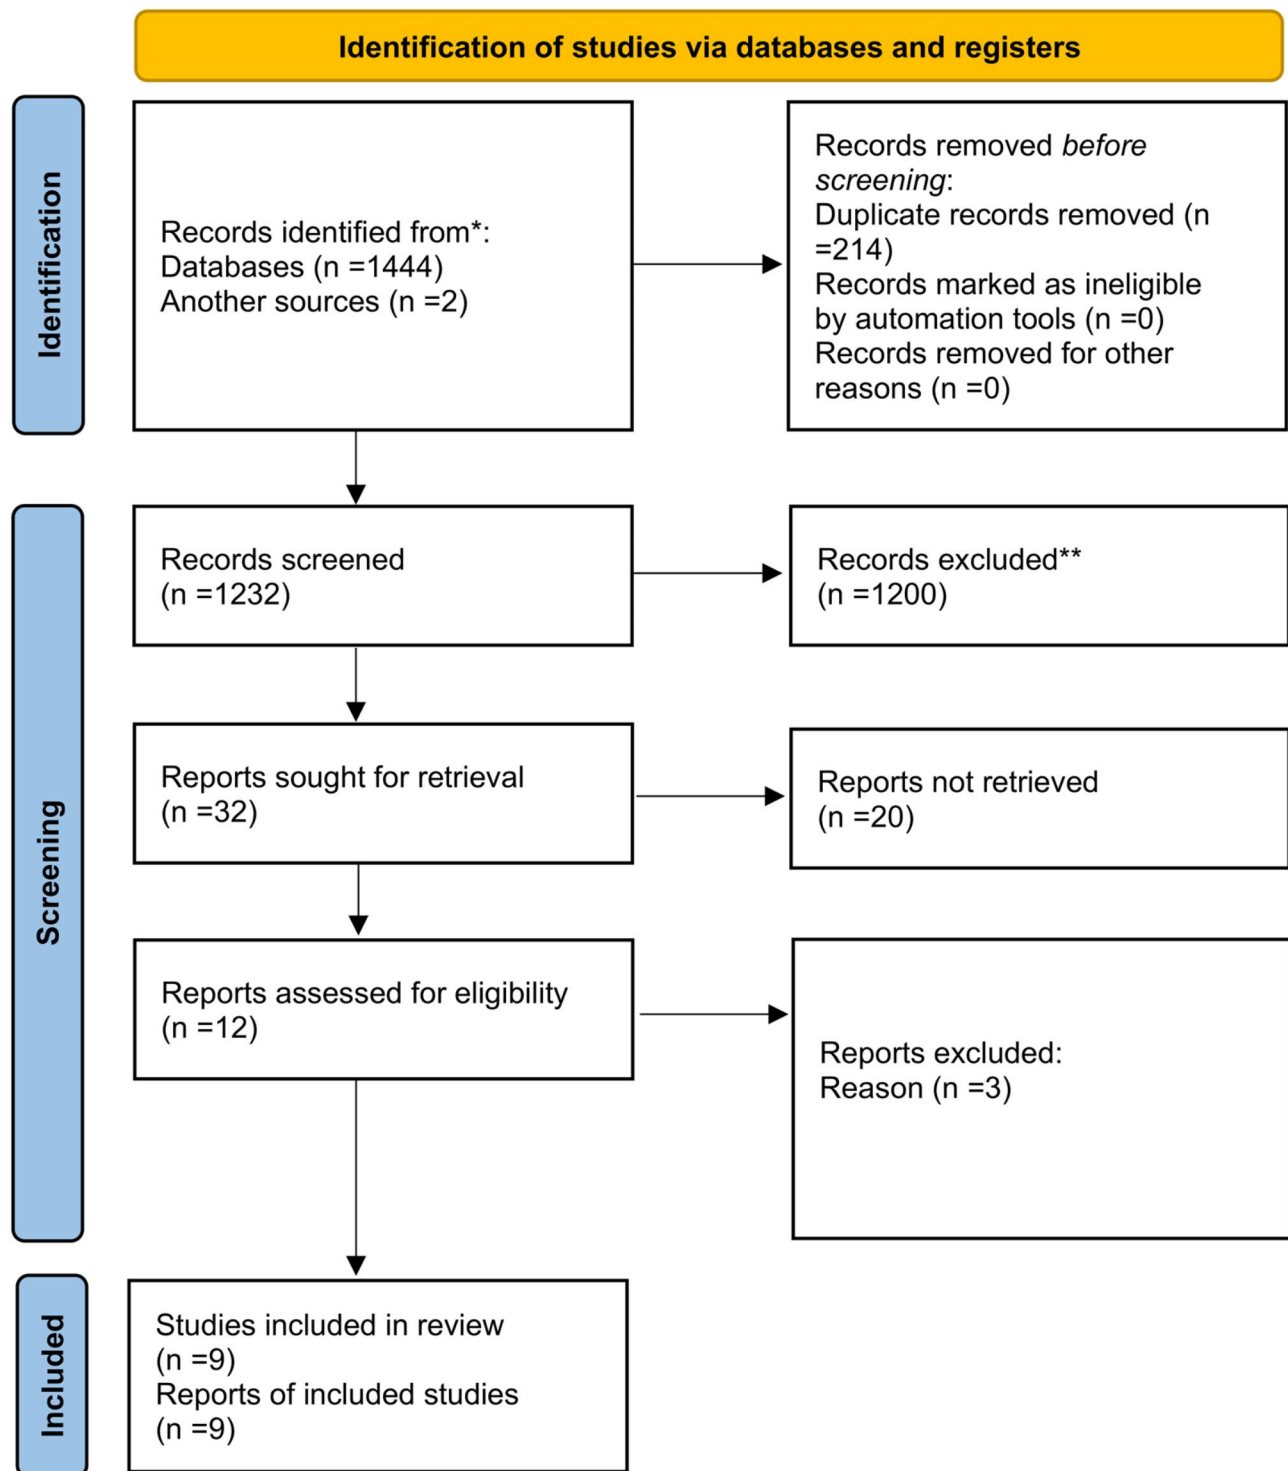 Identification of studies via databases and registers
Identification
Records identified from*:
Databases (n =1444)
Another sources (n =2)
Records removed before
screening:
Duplicate records removed (n
=214)
Records marked as ineligible
by automation tools (n =0)
Records removed for other
reasons (n =0)
Screening
Records screened
(n =1232)
Records excluded**
(n =1200)
Reports sought for retrieval
(n =32)
Reports not retrieved
(n =20)
Reports assessed for eligibility
(n =12)
Reports excluded:
Reason (n =3)
Included
Studies included in review
(n =9)
Reports of included studies
(n =9)